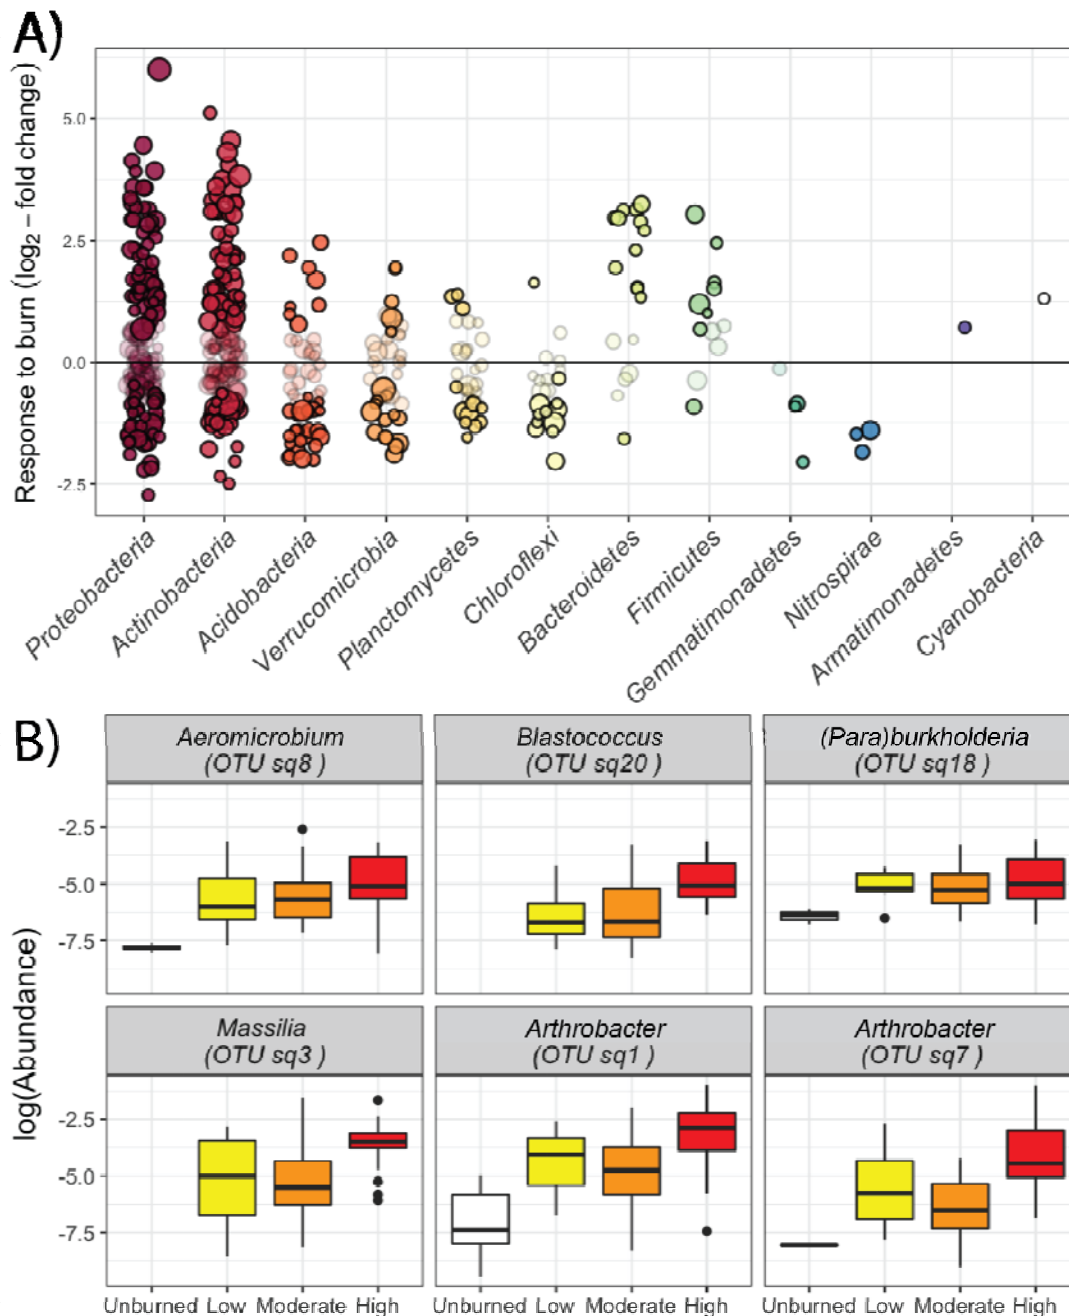 A)
Response to burn (log2 – fold change)
5.0
2.5
0.0
-2.5
Proteobacteria
Actinobacteria
Acidobacteria
Verrucomicrobia
Planctomycetes
Chloroflexi
Bacteroidetes
Firmicutes
Gemmatimonadetes
Nitrospirae
Armatimonadetes
Cyanobacteria
B)
log(Abundance)
Aeromicrobium
(OTU sq8 )
Blastococcus
(OTU sq20 )
(Para)burkholderia
(OTU sq18 )
-2.5
-5.0
-7.5
Massilia
(OTU sq3 )
Arthrobacter
(OTU sq1 )
Arthrobacter
(OTU sq7 )
-2.5
-5.0
-7.5
Unburned Low Moderate High
Unburned Low Moderate High
Unburned Low Moderate High